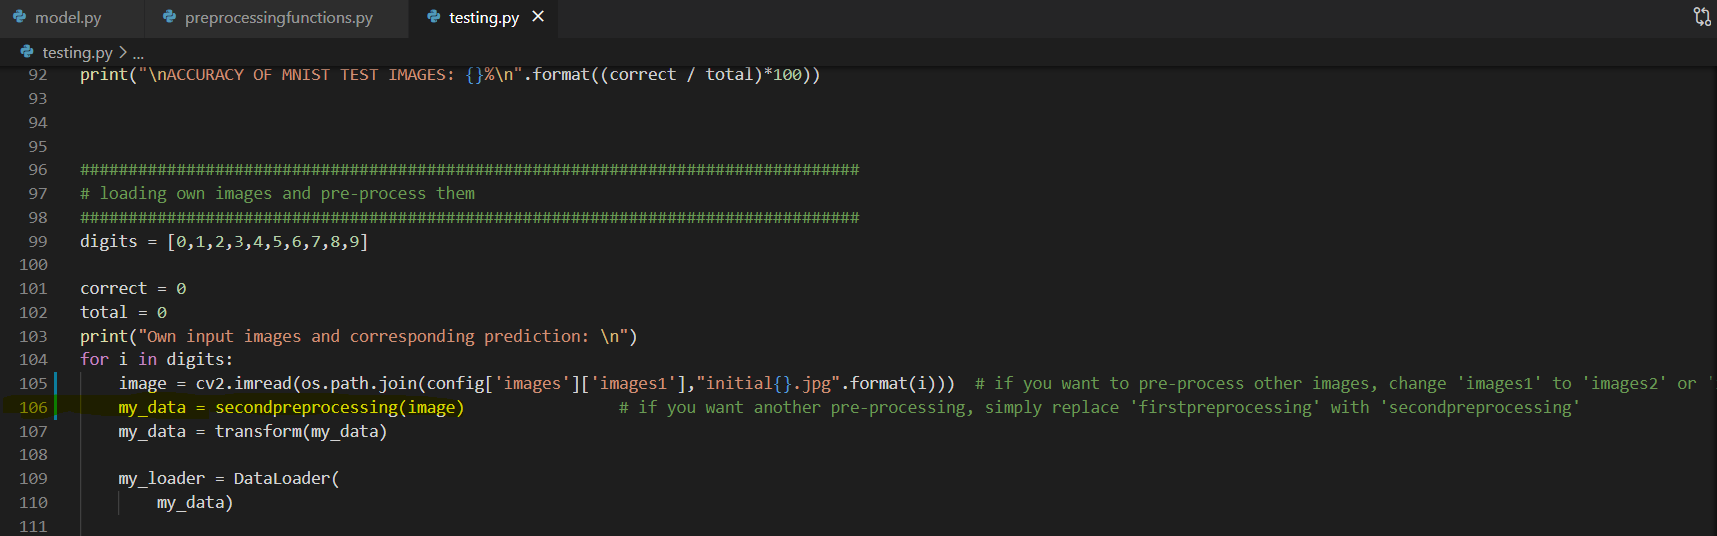 model.py preprocessingfunctions.py testing.py
testing.py > ...
92 print("\nACCURACY OF MNIST TEST IMAGES: {}%\n".format((correct / total)*100))
93
94
95
96 #################################################################################
97 # loading own images and pre-process them
98 #################################################################################
99 digits = [0,1,2,3,4,5,6,7,8,9]
100
101 correct = 0
102 total = 0
103 print("Own input images and corresponding prediction: \n")
104 for i in digits:
105 image = cv2.imread(os.path.join(config['images']['images1'],"initial{}.jpg".format(i))) # if you want to pre-process other images, change 'images1' to 'images2' or '
106 my_data = secondpreprocessing(image) # if you want another pre-processing, simply replace 'firstpreprocessing' with 'secondpreprocessing'
107 my_data = transform(my_data)
108
109 my_loader = DataLoader(
110 my_data)
111